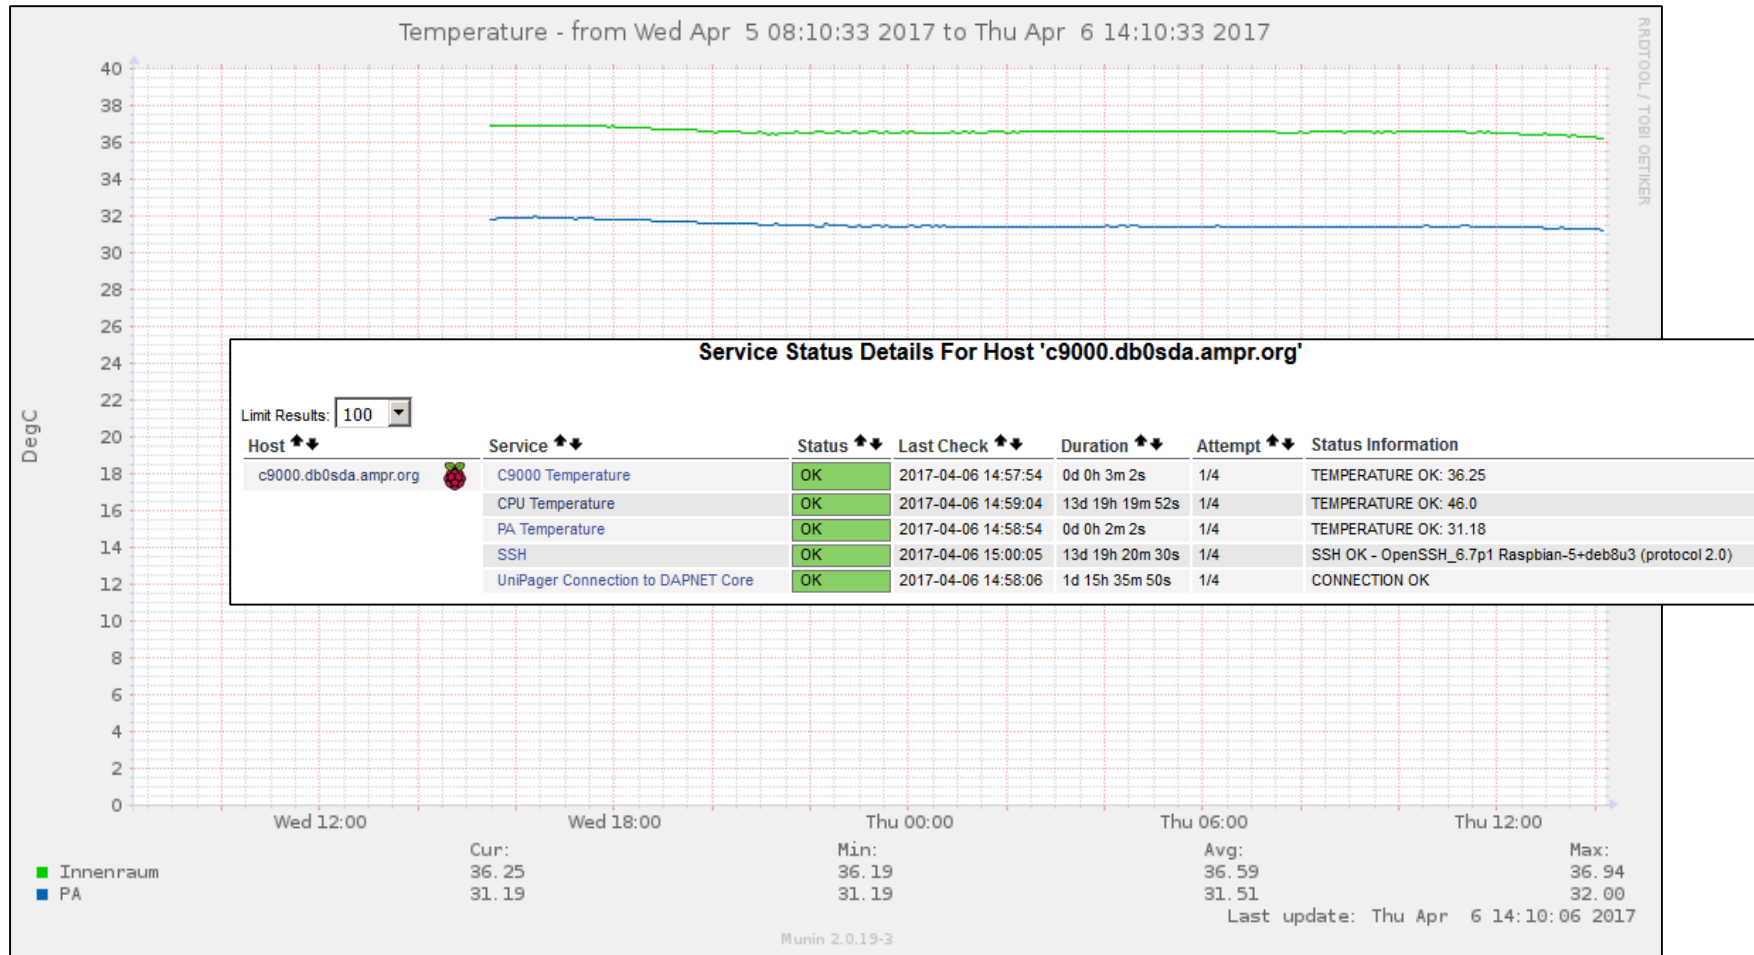 Temperature - from Wed Apr  5 08:10:33 2017 to Thu Apr  6 14:10:33 2017
RRDTOOL / TOBI OETIKER
DegC
40
38
36
34
32
30
28
26
24
22
20
18
16
14
12
10
8
6
4
2
0
Service Status Details For Host 'c9000.db0sda.ampr.org'
Limit Results: 100
Host Service Status Last Check Duration Attempt Status Information
c9000.db0sda.ampr.org C9000 Temperature OK 2017-04-06 14:57:54 0d 0h 3m 2s 1/4 TEMPERATURE OK: 36.25
CPU Temperature OK 2017-04-06 14:59:04 13d 19h 19m 52s 1/4 TEMPERATURE OK: 46.0
PA Temperature OK 2017-04-06 14:58:54 0d 0h 2m 2s 1/4 TEMPERATURE OK: 31.18
SSH OK 2017-04-06 15:00:05 13d 19h 20m 30s 1/4 SSH OK - OpenSSH_6.7p1 Raspbian-5+deb8u3 (protocol 2.0)
UniPager Connection to DAPNET Core OK 2017-04-06 14:58:06 1d 15h 35m 50s 1/4 CONNECTION OK
Wed 12:00 Wed 18:00 Thu 00:00 Thu 06:00 Thu 12:00
Cur: Min: Avg: Max:
Innenraum 36.25 36.19 36.59 36.94
PA 31.19 31.19 31.51 32.00
Last update: Thu Apr  6 14:10:06 2017
Munin 2.0.19-3